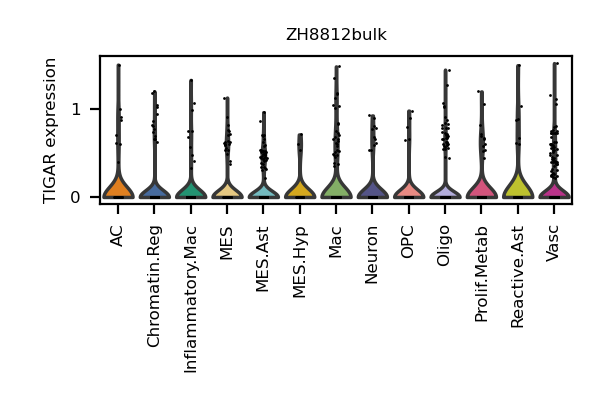 ZH8812bulk
TIGAR expression
1
0
AC
Chromatin.Reg
Inflammatory.Mac
MES
MES.Ast
MES.Hyp
Mac
Neuron
OPC
Oligo
Prolif.Metab
Reactive.Ast
Vasc